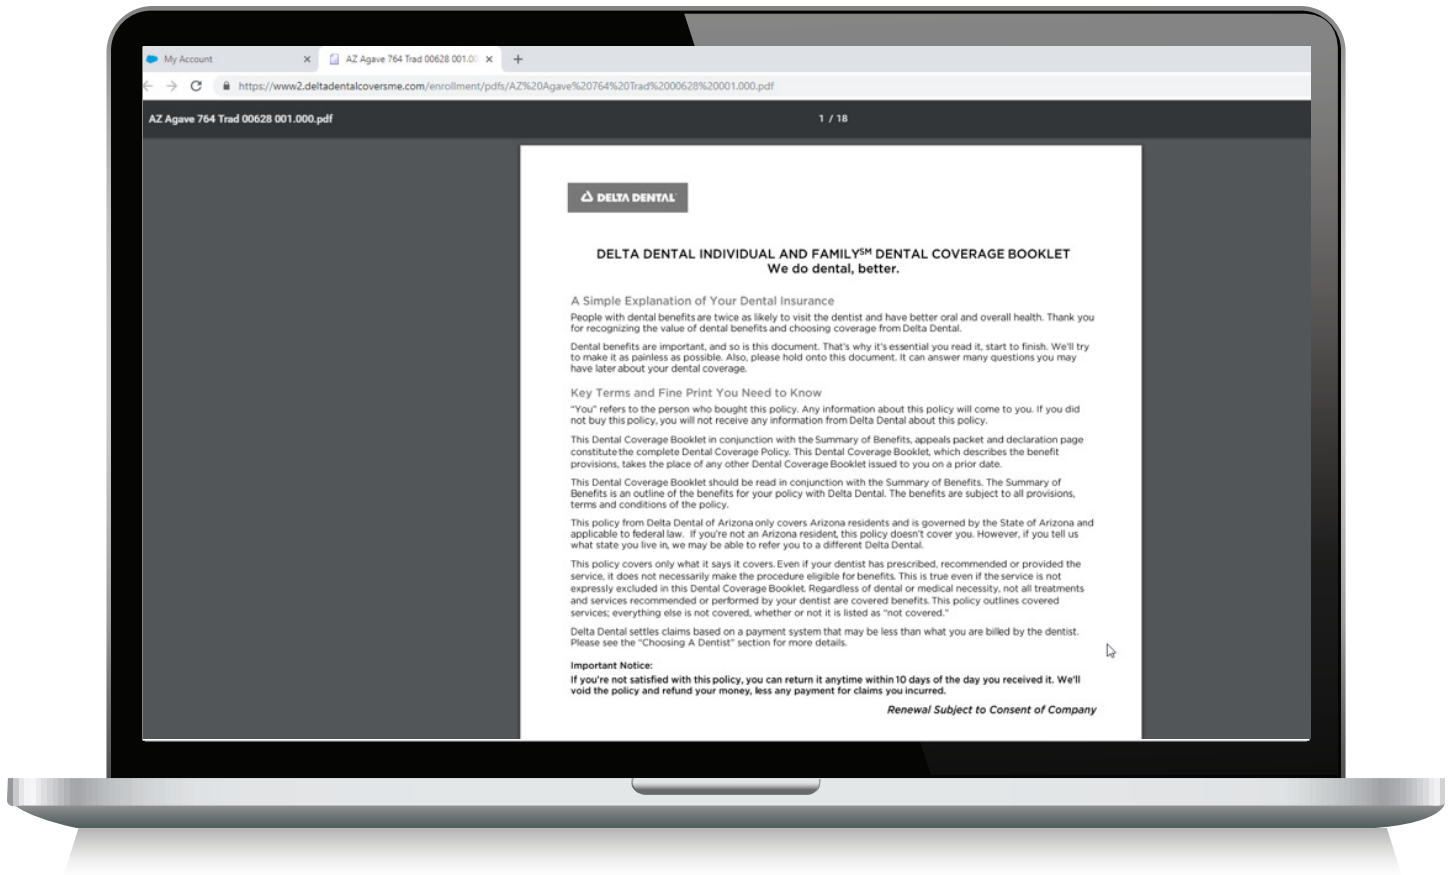 My Account
AZ Agave 764 Trad 00628 001.00
https://www2.deltadentalcoversme.com/enrollment/pdfs/AZ%20Agave%20764%20Trad%2000628%20001.000.pdf
AZ Agave 764 Trad 00628 001.000.pdf
1 / 18
DELTA DENTAL
DELTA DENTAL INDIVIDUAL AND FAMILY℠ DENTAL COVERAGE BOOKLET
We do dental, better.
A Simple Explanation of Your Dental Insurance
People with dental benefits are twice as likely to visit the dentist and have better oral and overall health. Thank you
for recognizing the value of dental benefits and choosing coverage from Delta Dental.
Dental benefits are important, and so is this document. That's why it's essential you read it, start to finish. We'll try
to make it as painless as possible. Also, please hold onto this document. It can answer many questions you may
have later about your dental coverage.
Key Terms and Fine Print You Need to Know
"You" refers to the person who bought this policy. Any information about this policy will come to you. If you did
not buy this policy, you will not receive any information from Delta Dental about this policy.
This Dental Coverage Booklet in conjunction with the Summary of Benefits, appeals packet and declaration page
constitute the complete Dental Coverage Policy. This Dental Coverage Booklet, which describes the benefit
provisions, takes the place of any other Dental Coverage Booklet issued to you on a prior date.
This Dental Coverage Booklet should be read in conjunction with the Summary of Benefits. The Summary of
Benefits is an outline of the benefits for your policy with Delta Dental. The benefits are subject to all provisions,
terms and conditions of the policy.
This policy from Delta Dental of Arizona only covers Arizona residents and is governed by the State of Arizona and
applicable to federal law. If you're not an Arizona resident, this policy doesn't cover you. However, if you tell us
what state you live in, we may be able to refer you to a different Delta Dental.
This policy covers only what it says it covers. Even if your dentist has prescribed, recommended or provided the
service, it does not necessarily make the procedure eligible for benefits. This is true even if the service is not
expressly excluded in this Dental Coverage Booklet. Regardless of dental or medical necessity, not all treatments
and services recommended or performed by your dentist are covered benefits. This policy outlines covered
services; everything else is not covered, whether or not it is listed as "not covered."
Delta Dental settles claims based on a payment system that may be less than what you are billed by the dentist.
Please see the "Choosing A Dentist" section for more details.
Important Notice:
If you're not satisfied with this policy, you can return it anytime within 10 days of the day you received it. We'll
void the policy and refund your money, less any payment for claims you incurred.
Renewal Subject to Consent of Company